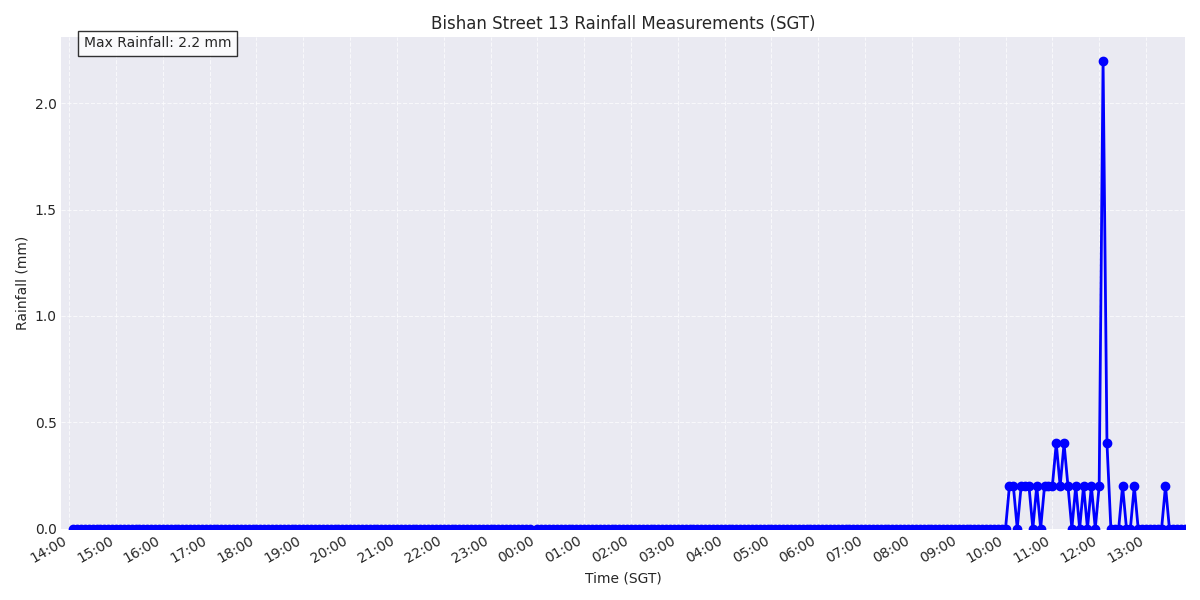 Bishan Street 13 Rainfall Measurements (SGT)
Max Rainfall: 2.2 mm
Rainfall (mm)
2.0
1.5
1.0
0.5
0.0
14:00 15:00 16:00 17:00 18:00 19:00 20:00 21:00 22:00 23:00 00:00 01:00 02:00 03:00 04:00 05:00 06:00 07:00 08:00 09:00 10:00 11:00 12:00 13:00
Time (SGT)